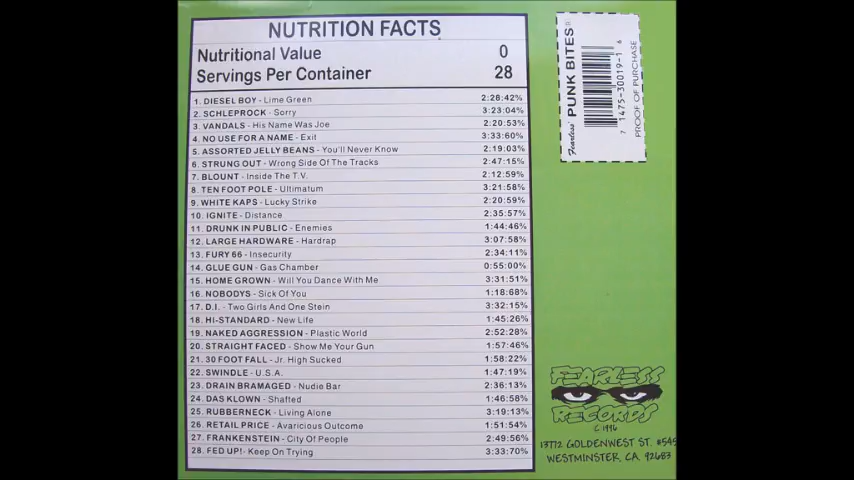 NUTRITION FACTS
Nutritional Value 0
Servings Per Container 28
1. DIESEL BOY - Lime Green 2:28:42%
2. SCHLEPROCK - Sorry 3:23:04%
3. VANDALS - His Name Was Joe 2:20:53%
4. NO USE FOR A NAME - Exit 3:33:60%
5. ASSORTED JELLY BEANS - You'll Never Know 2:19:03%
6. STRUNG OUT - Wrong Side Of The Tracks 2:47:15%
7. BLOUNT - Inside The T.V. 2:12:59%
8. TEN FOOT POLE - Ultimatum 3:21:58%
9. WHITE KAPS - Lucky Strike 2:20:59%
10. IGNITE - Distance 2:35:57%
11. DRUNK IN PUBLIC - Enemies 1:44:46%
12. LARGE HARDWARE - Hardrap 3:07:58%
13. FURY 66 - Insecurity 2:34:11%
14. GLUE GUN - Gas Chamber 0:55:00%
15. HOME GROWN - Will You Dance With Me 3:31:51%
16. NOBODYS - Sick Of You 1:18:68%
17. D.I. - Two Girls And One Stein 3:32:15%
18. HI-STANDARD - New Life 1:45:26%
19. NAKED AGGRESSION - Plastic World 2:52:28%
20. STRAIGHT FACED - Show Me Your Gun 1:57:46%
21. 30 FOOT FALL - Jr. High Sucked 1:58:22%
22. SWINDLE - U.S.A. 1:47:19%
23. DRAIN BRAMAGED - Nudie Bar 2:36:13%
24. DAS KLOWN - Shafted 1:46:58%
25. RUBBERNECK - Living Alone 3:19:13%
26. RETAIL PRICE - Avaricious Outcome 1:51:54%
27. FRANKENSTEIN - City Of People 2:49:56%
28. FED UP! - Keep On Trying 3:33:70%
Fearless' PUNK BITES
7 1475-30019-1 6
PROOF OF PURCHASE
FEARLESS
RECORDS
© 1996
13772 GOLDENWEST ST. #545
WESTMINSTER, CA. 92683